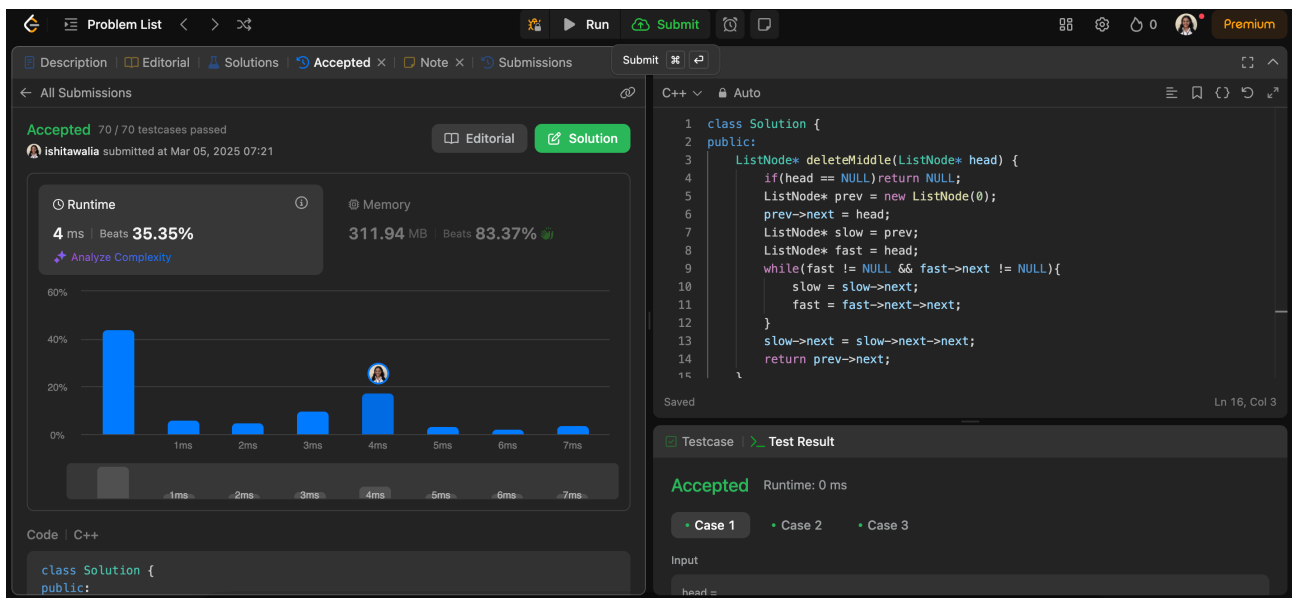 Problem List Run Submit 0 Premium
Description Editorial Solutions Accepted Note Submissions
Submit ⌘ ↵
All Submissions
Accepted 70 / 70 testcases passed
ishitawalia submitted at Mar 05, 2025 07:21
Editorial Solution
Runtime
4 ms | Beats 35.35%
Analyze Complexity
Memory
311.94 MB | Beats 83.37%
60%
40%
20%
0%
1ms 2ms 3ms 4ms 5ms 6ms 7ms
1ms 2ms 3ms 4ms 5ms 6ms 7ms
Code | C++
class Solution {
public:
C++ Auto
1 class Solution {
2 public:
3 ListNode* deleteMiddle(ListNode* head) {
4 if(head == NULL)return NULL;
5 ListNode* prev = new ListNode(0);
6 prev->next = head;
7 ListNode* slow = prev;
8 ListNode* fast = head;
9 while(fast != NULL && fast->next != NULL){
10 slow = slow->next;
11 fast = fast->next->next;
12 }
13 slow->next = slow->next->next;
14 return prev->next;
15 }
Saved Ln 16, Col 3
Testcase >_ Test Result
Accepted Runtime: 0 ms
• Case 1 • Case 2 • Case 3
Input
head =